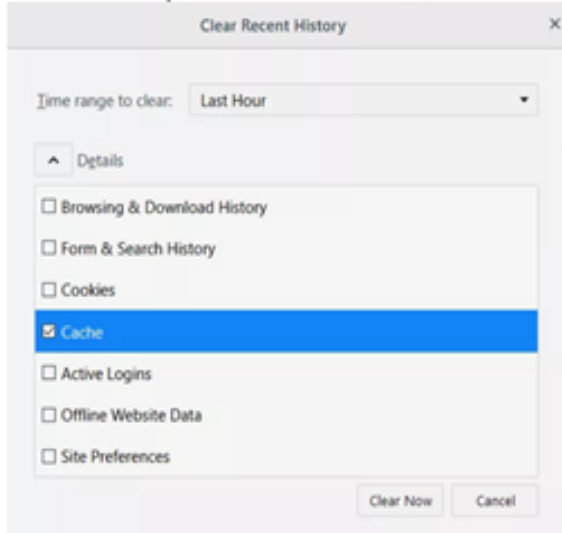 Clear Recent History
Time range to clear: Last Hour
Details
Browsing & Download History
Form & Search History
Cookies
Cache
Active Logins
Offline Website Data
Site Preferences
Clear Now Cancel